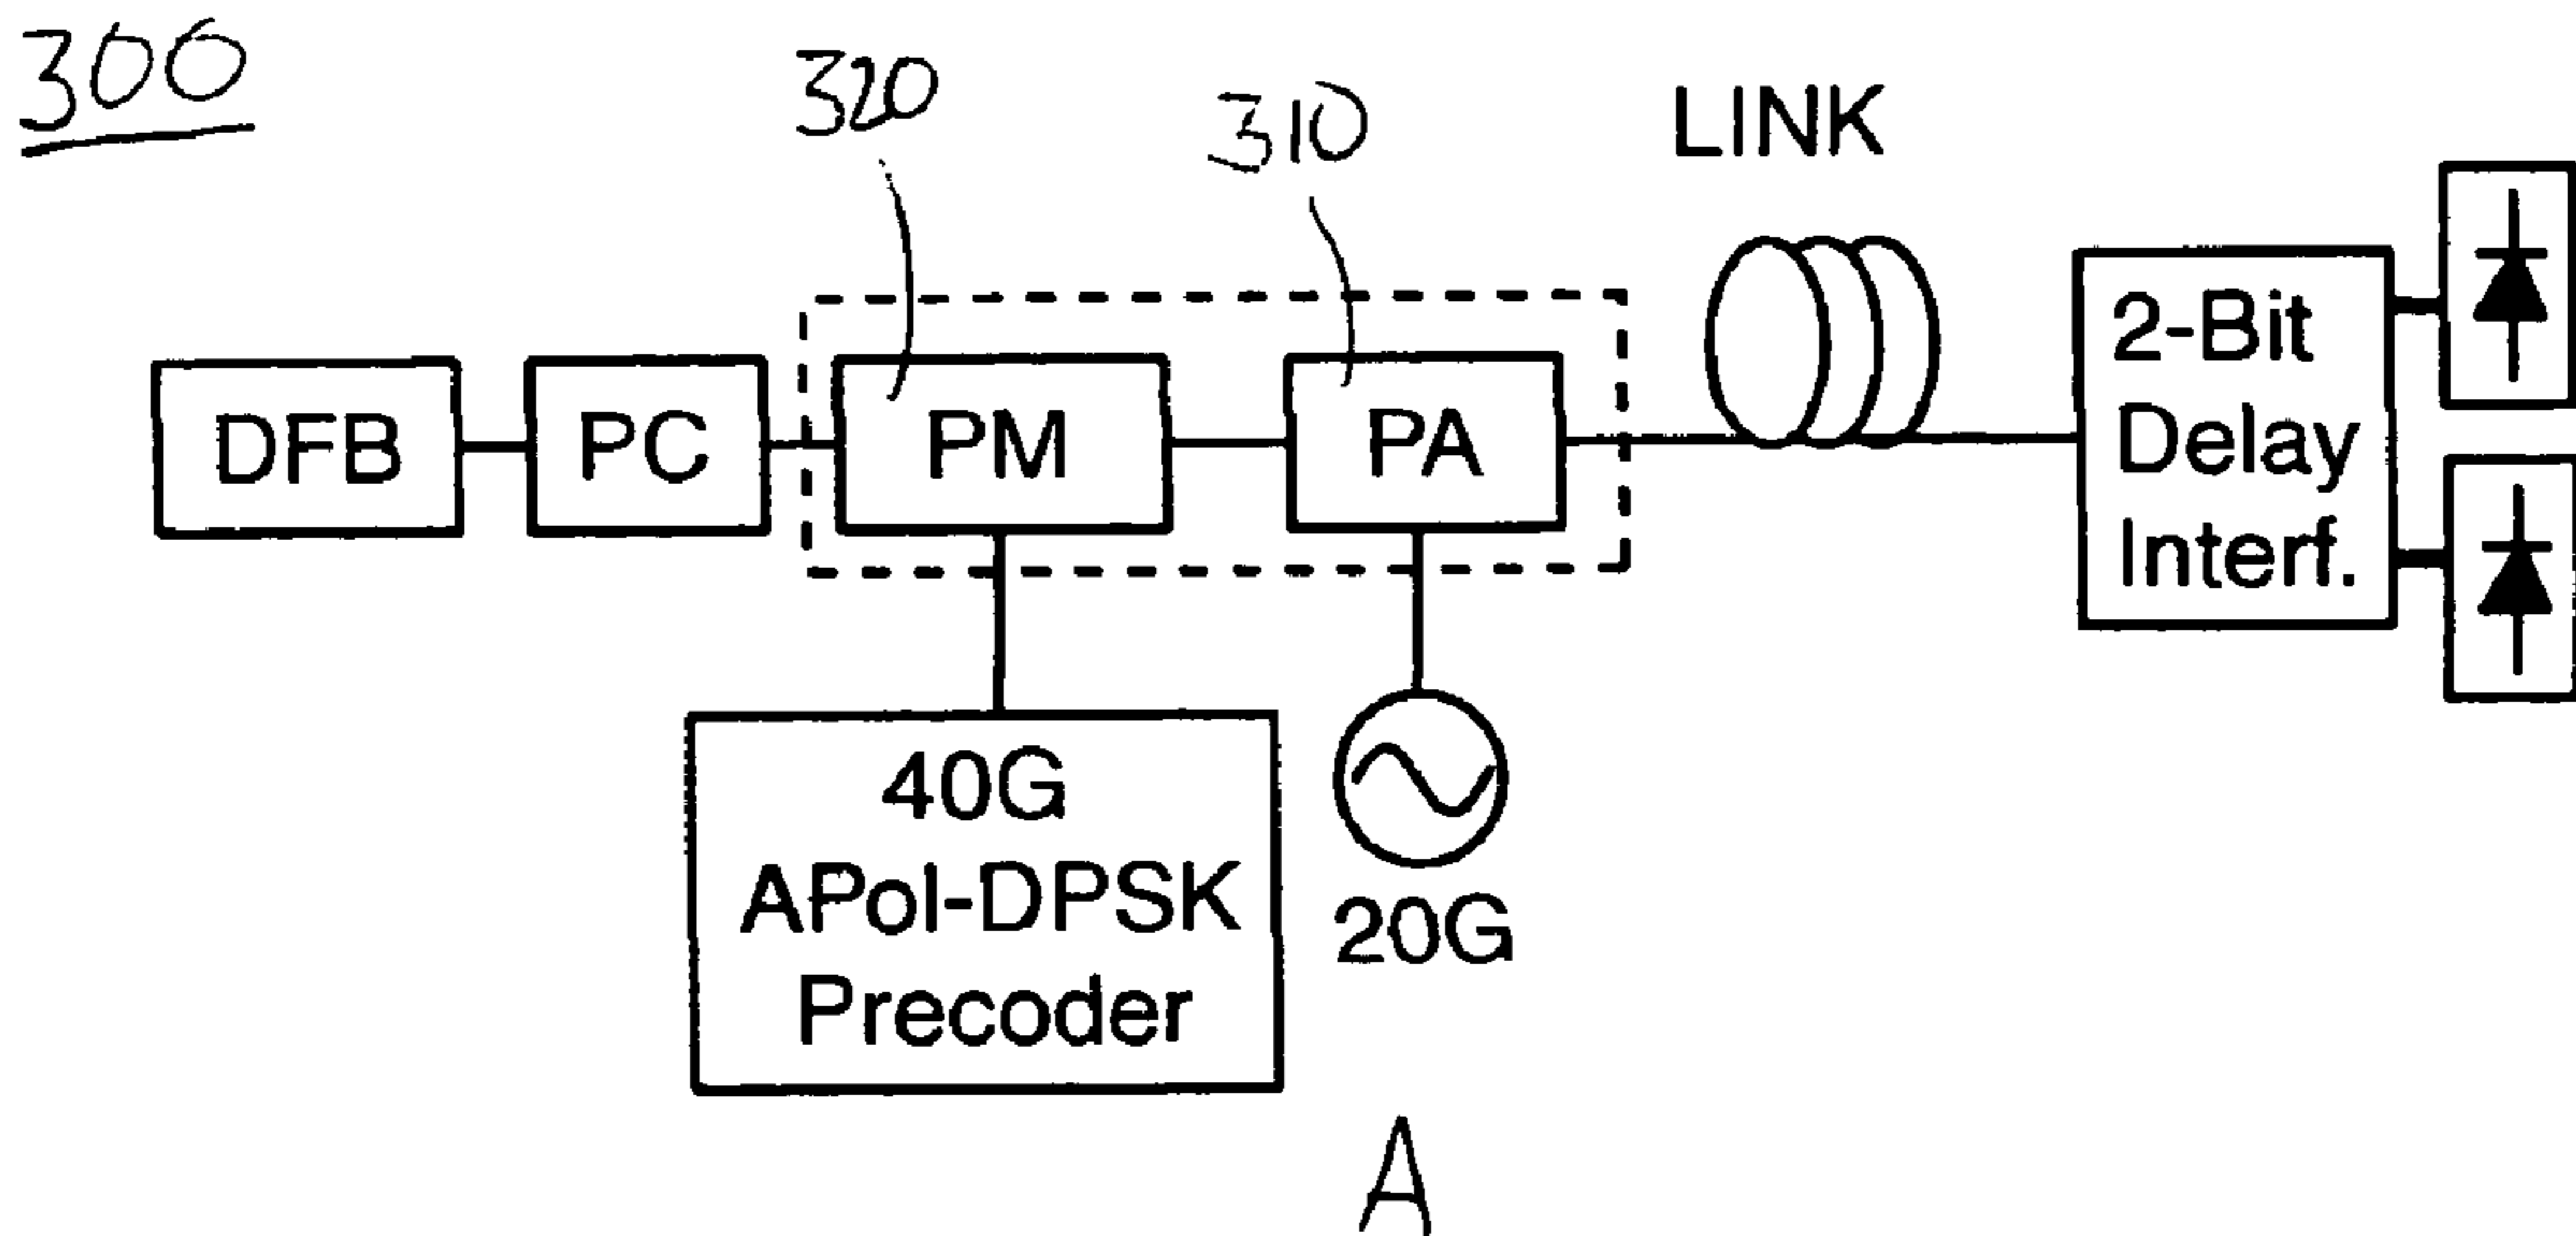 300
320
310
LINK
DFB
PC
PM
PA
2-Bit
Delay
Interf.
40G
APol-DPSK
Precoder
20G
A